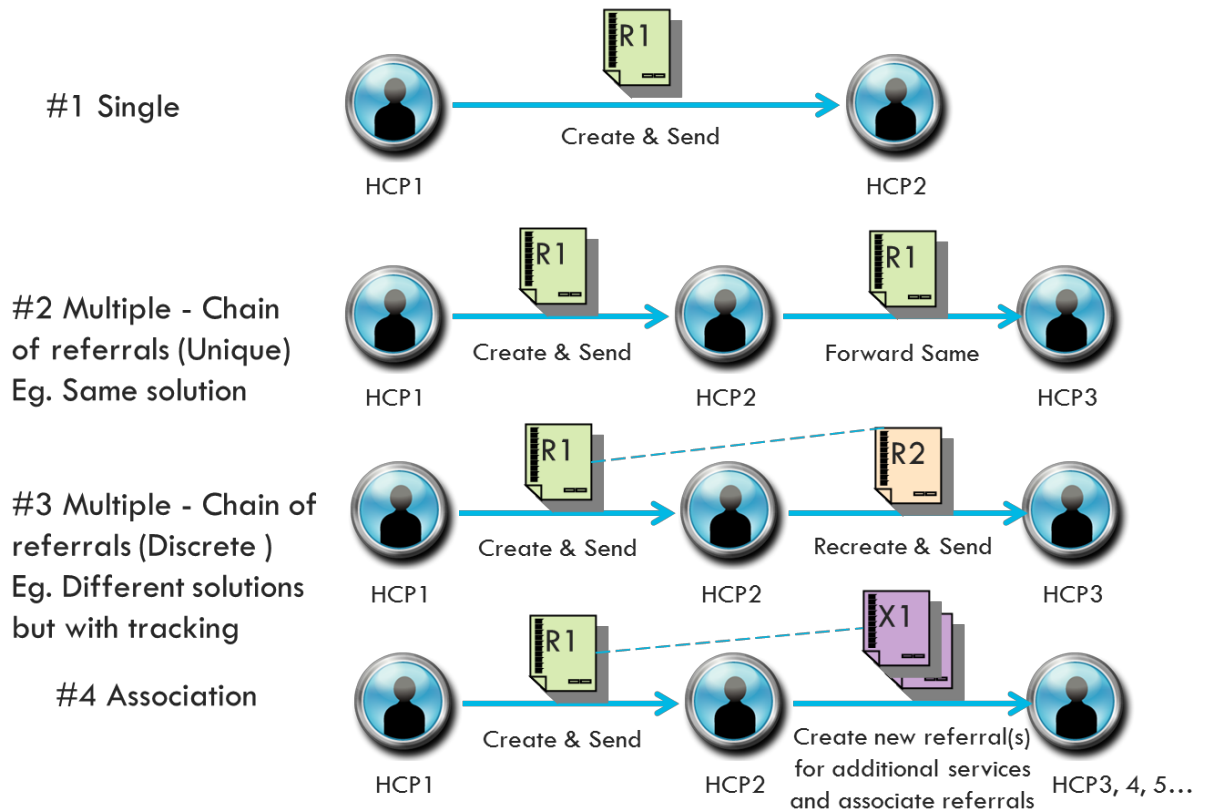 R1
#1 Single
Create & Send
HCP1
HCP2
R1
R1
#2 Multiple - Chain
of referrals (Unique)
Eg. Same solution
Create & Send
Forward Same
HCP1
HCP2
HCP3
R1
R2
#3 Multiple - Chain of
referrals (Discrete )
Eg. Different solutions
but with tracking
Create & Send
Recreate & Send
HCP1
HCP2
HCP3
R1
X1
#4 Association
Create & Send
Create new referral(s)
for additional services
and associate referrals
HCP1
HCP2
HCP3, 4, 5...